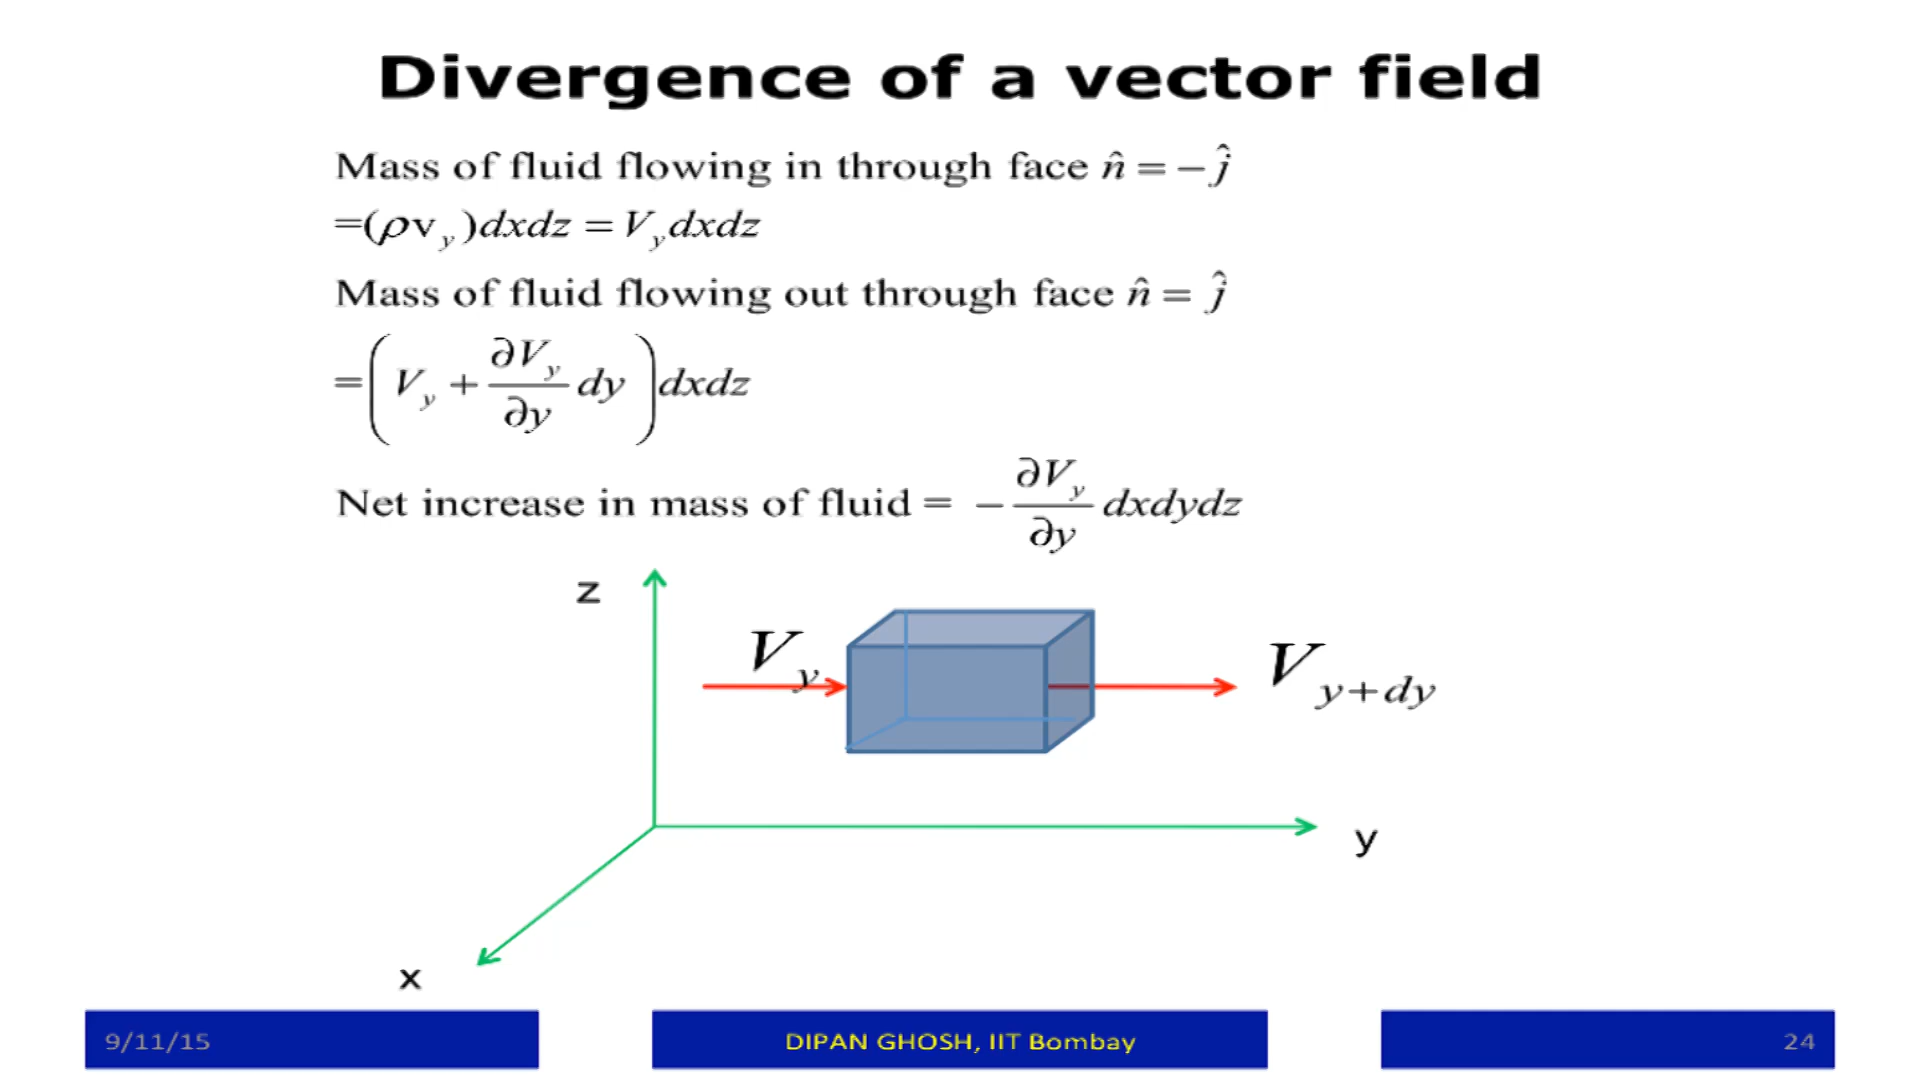 Divergence of a vector field
Mass of fluid flowing in through face n̂ = −ĵ
=(ρv_y)dxdz = V_y dxdz
Mass of fluid flowing out through face n̂ = ĵ
=(V_y + ∂V_y/∂y dy)dxdz
Net increase in mass of fluid = −∂V_y/∂y dxdydz
z
V_y
V_{y+dy}
y
x
9/11/15
DIPAN GHOSH, IIT Bombay
24